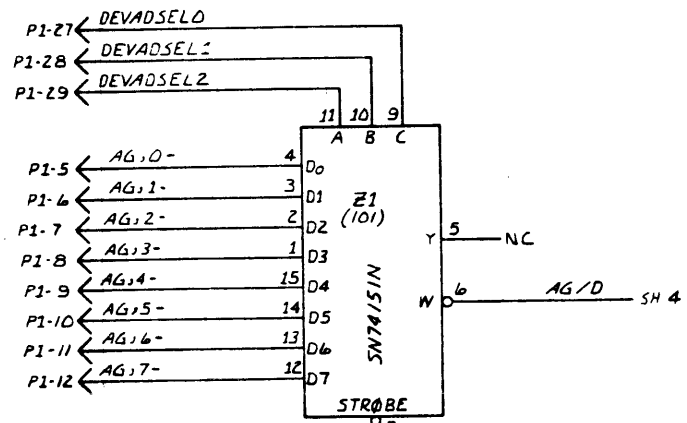 P1-27 DEVADSEL0
P1-28 DEVADSEL1
P1-29 DEVADSEL2
11 10 9
A B C
P1-5 AG,0- 4 D0
P1-6 AG,1- 3 D1
P1-7 AG,2- 2 D2
P1-8 AG,3- 1 D3
P1-9 AG,4- 15 D4
P1-10 AG,5- 14 D5
P1-11 AG,6- 13 D6
P1-12 AG,7- 12 D7
Z1
(101)
SN74151N
Y 5 NC
W 6 AG/D SH 4
STRØBE